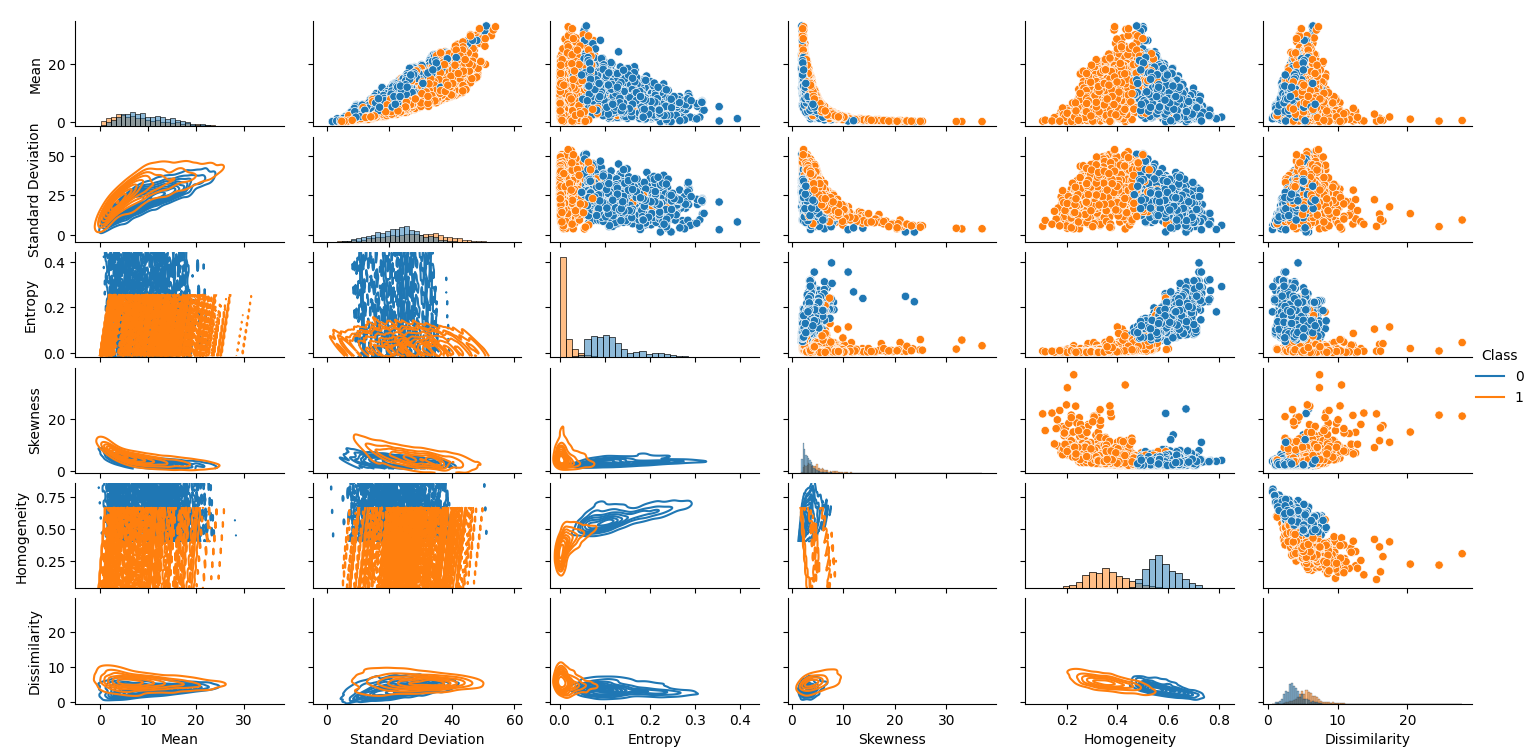 Mean
20
0
Standard Deviation
50
25
0
Entropy
0.4
0.2
0.0
Skewness
20
0
Class
0
1
Homogeneity
0.75
0.50
0.25
Dissimilarity
20
10
0
0 10 20 30
0 20 40 60
0.0 0.1 0.2 0.3 0.4
0 10 20 30
0.2 0.4 0.6 0.8
0 10 20
Mean Standard Deviation Entropy Skewness Homogeneity Dissimilarity